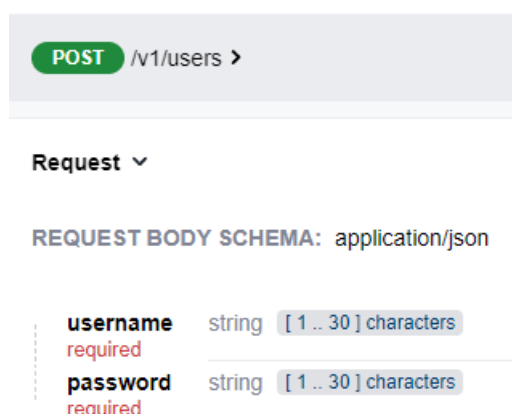 POST /v1/users >
Request
REQUEST BODY SCHEMA: application/json
username string [ 1 .. 30 ] characters
required
password string [ 1 .. 30 ] characters
required